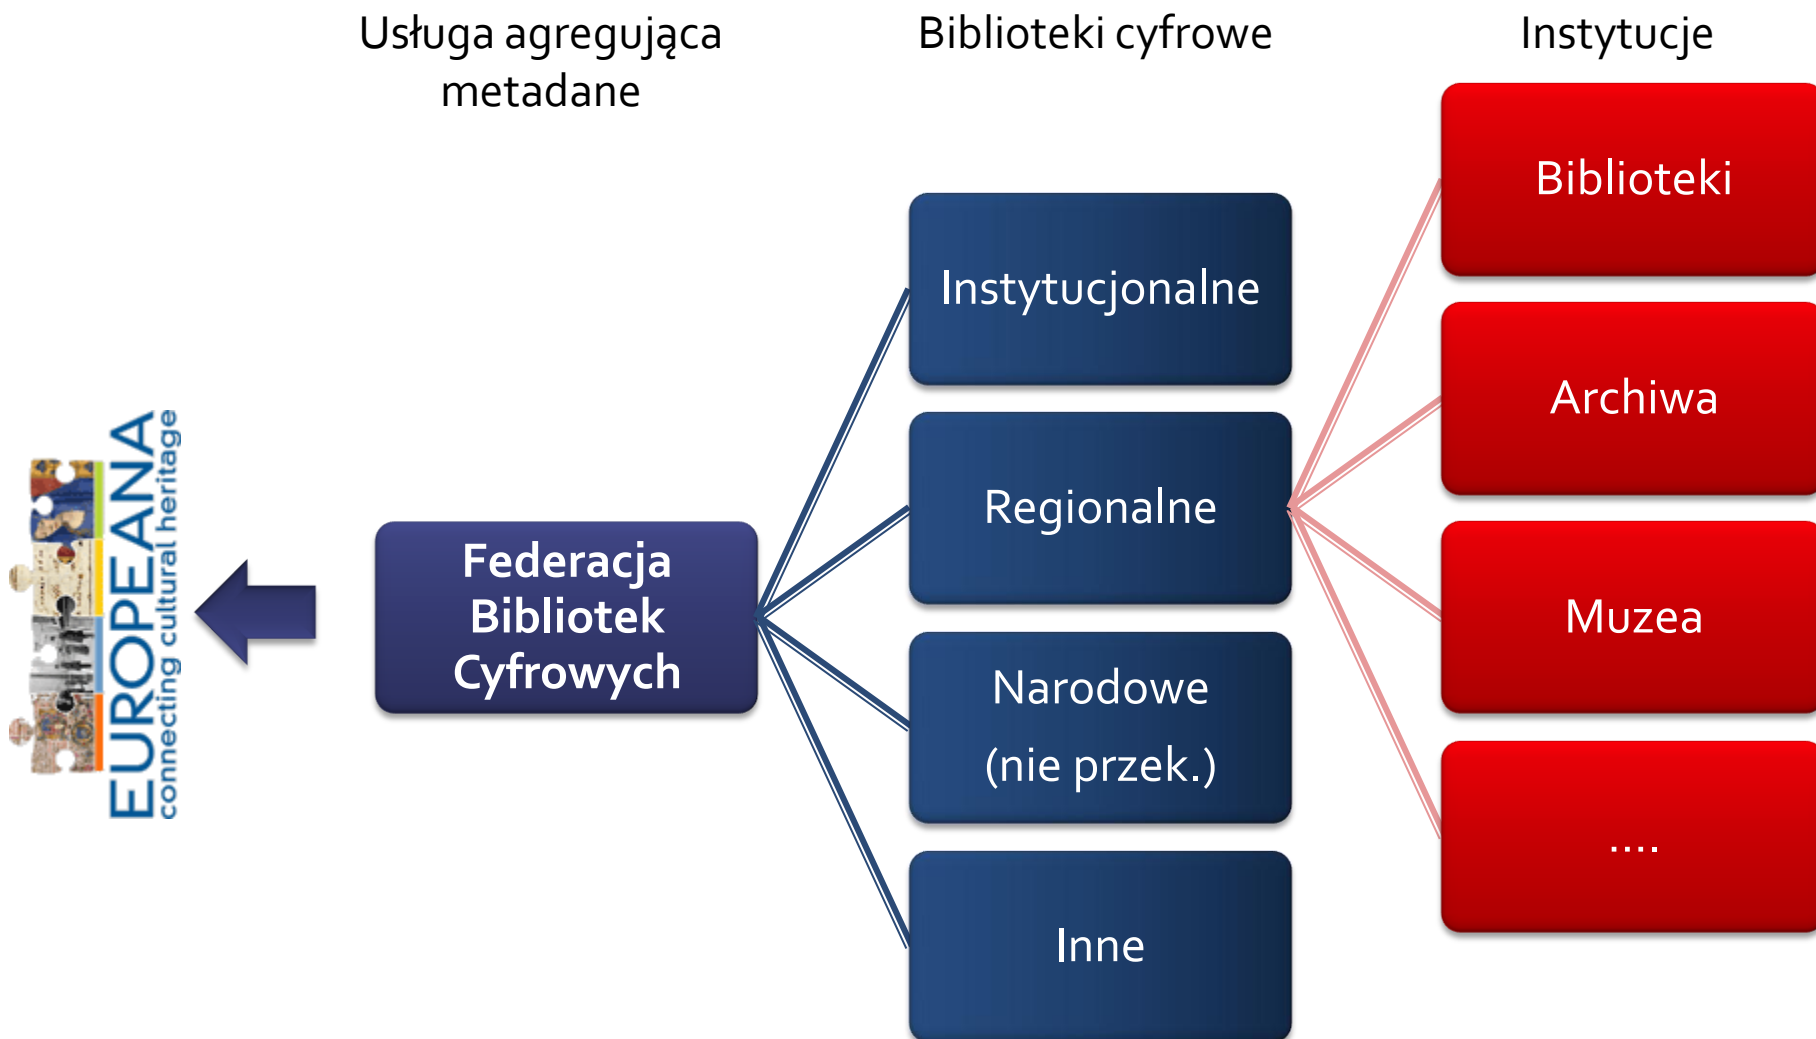 Usługa agregująca
metadane
Biblioteki cyfrowe
Instytucje
EUROPEANA
connecting cultural heritage
Federacja
Bibliotek
Cyfrowych
Instytucjonalne
Regionalne
Narodowe
(nie przek.)
Inne
Biblioteki
Archiwa
Muzea
....